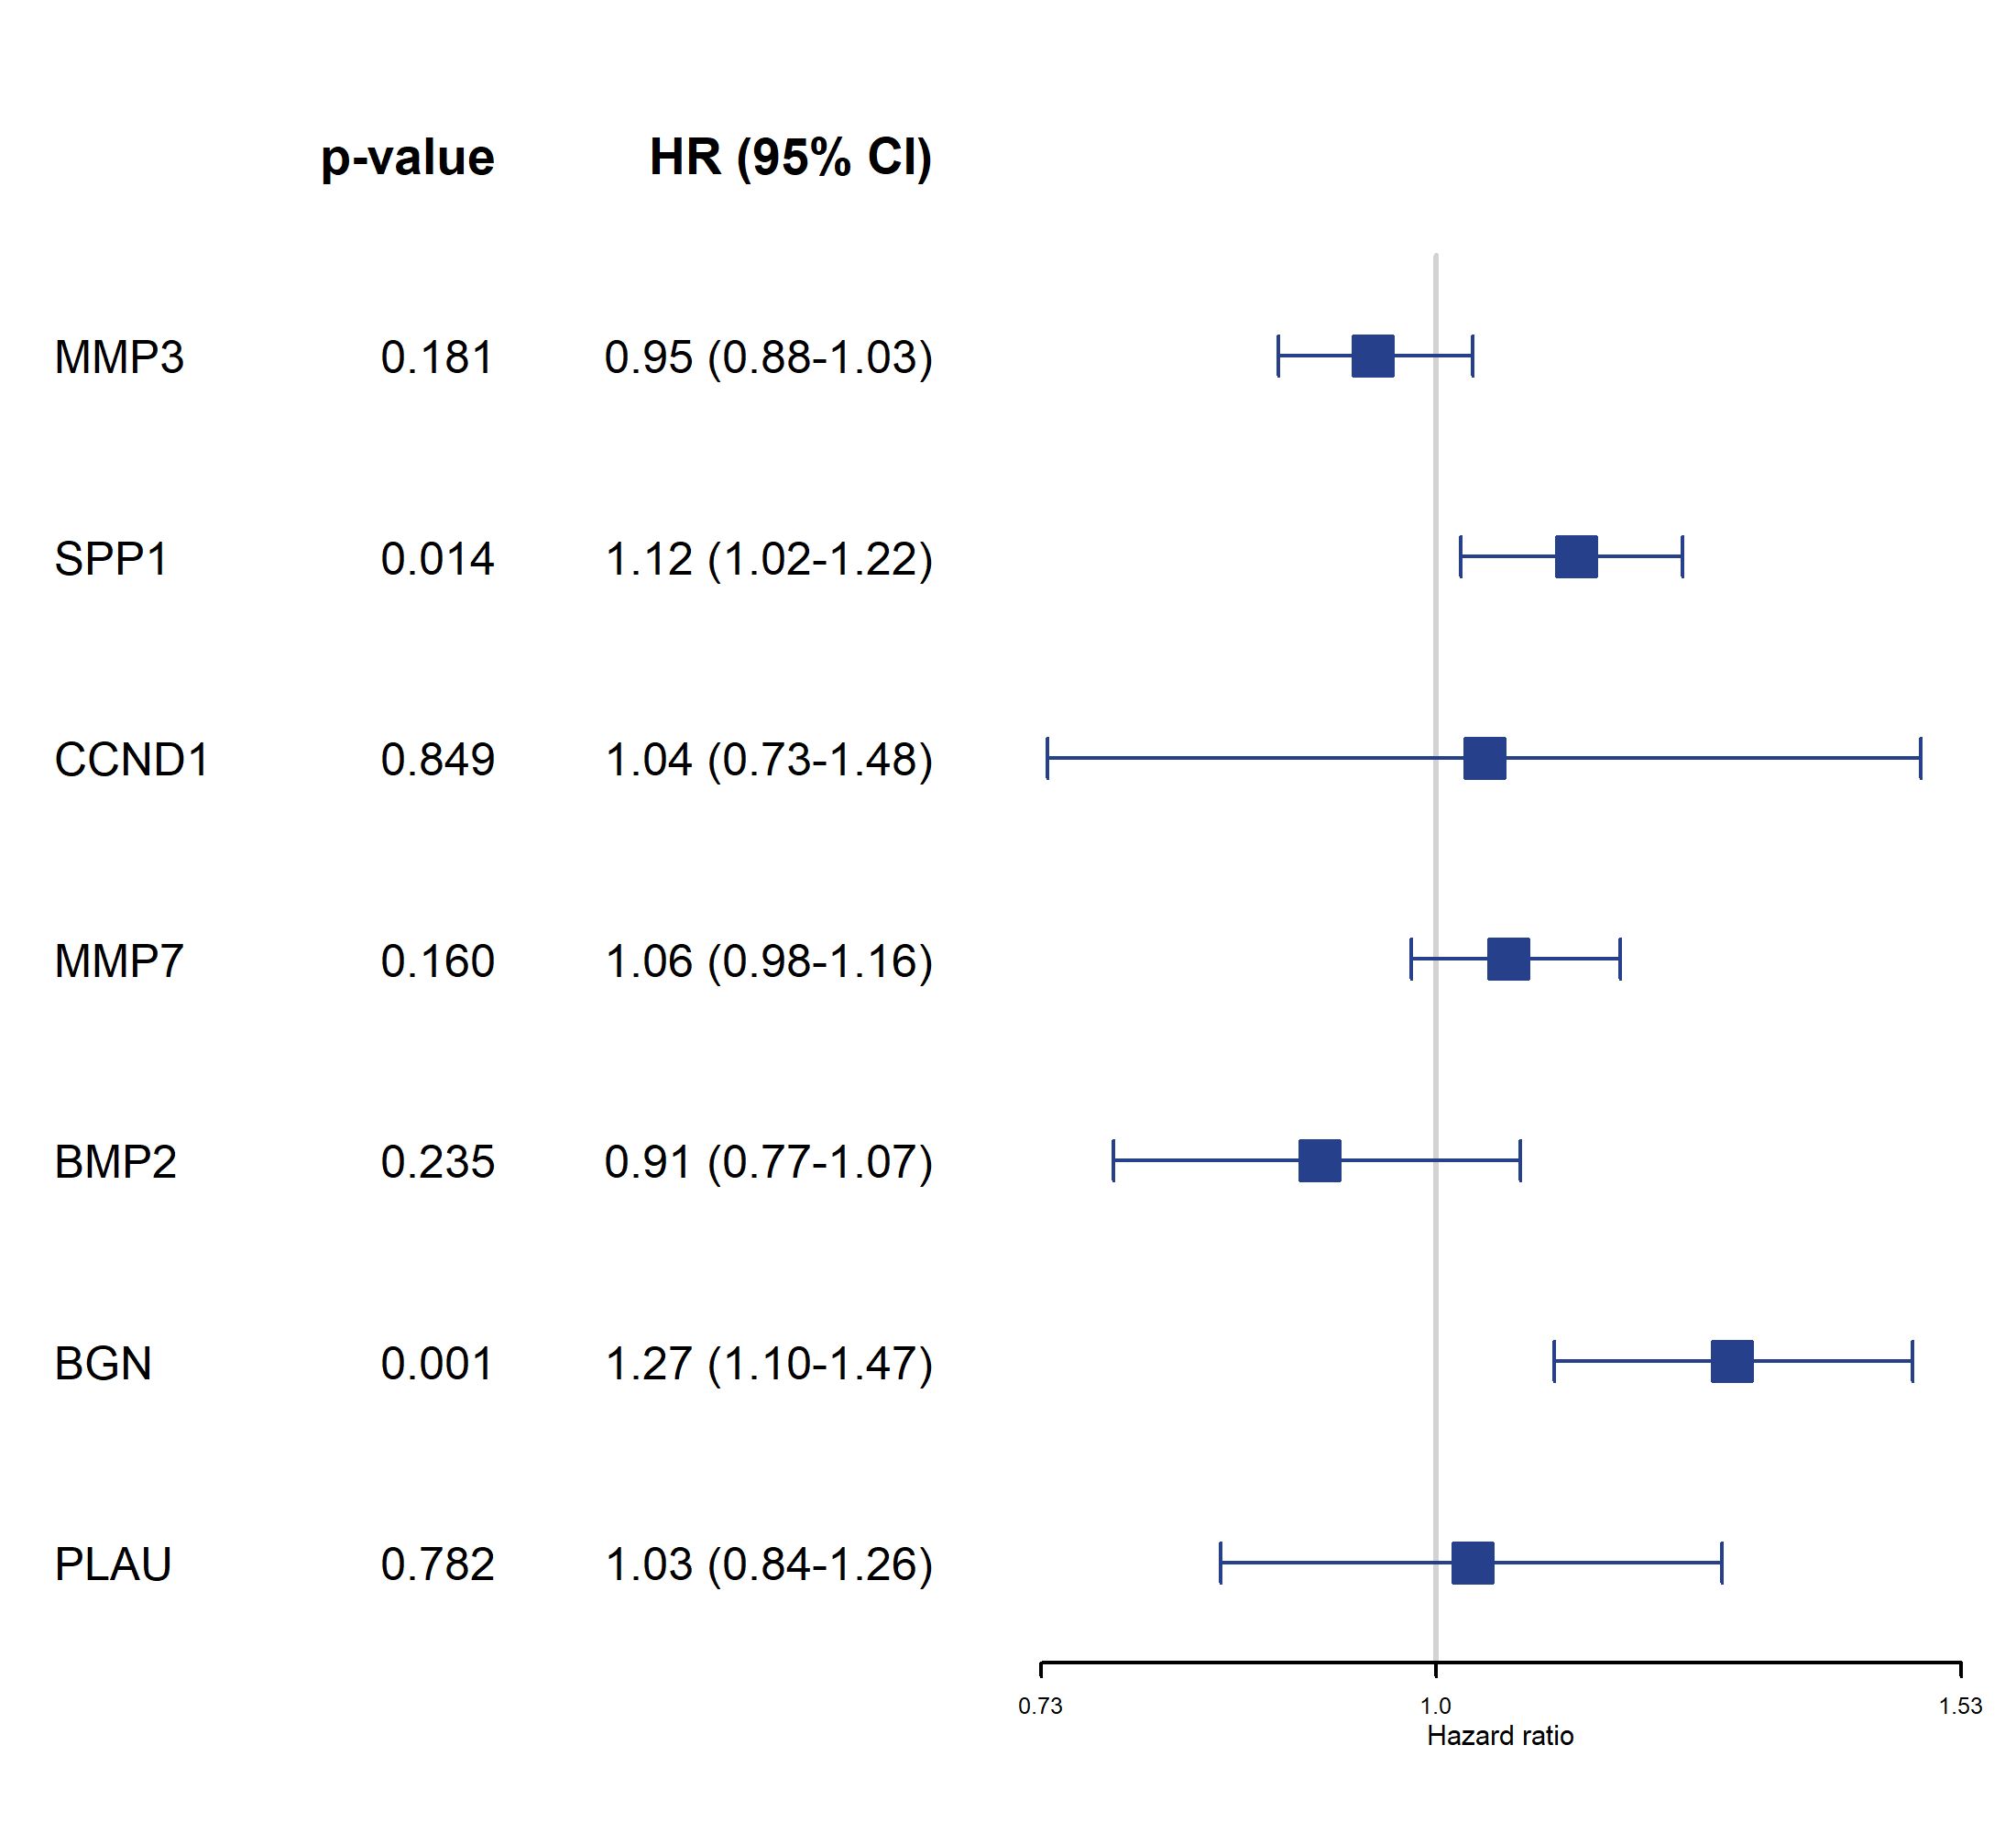 p-value HR (95% CI)
MMP3 0.181 0.95 (0.88-1.03)
SPP1 0.014 1.12 (1.02-1.22)
CCND1 0.849 1.04 (0.73-1.48)
MMP7 0.160 1.06 (0.98-1.16)
BMP2 0.235 0.91 (0.77-1.07)
BGN 0.001 1.27 (1.10-1.47)
PLAU 0.782 1.03 (0.84-1.26)
0.73 1.0 1.53
Hazard ratio